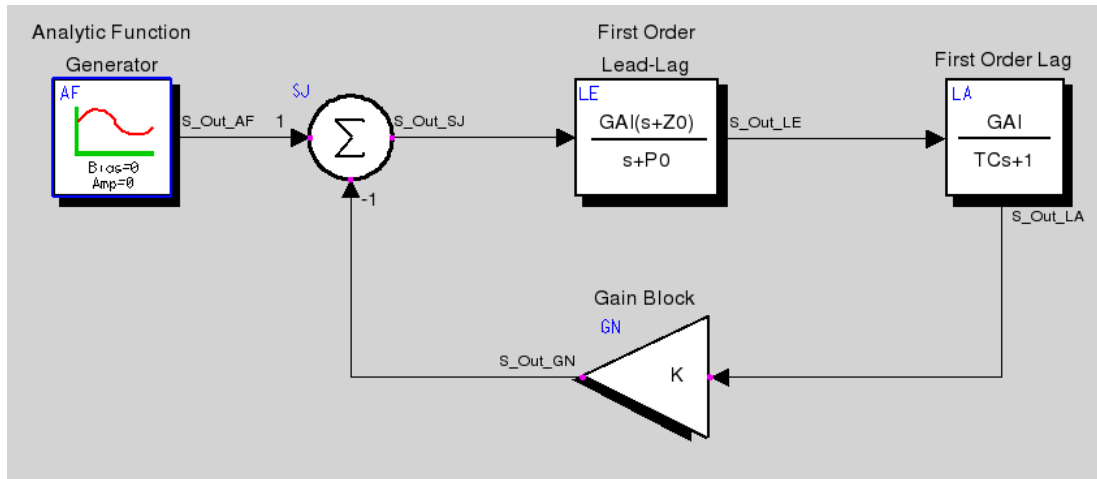 Analytic Function
Generator
AF
Bias=0
Amp=0
S_Out_AF
1
SJ
Σ
-1
S_Out_SJ
First Order
Lead-Lag
LE
GAI(s+Z0)
s+P0
S_Out_LE
First Order Lag
LA
GAI
TCs+1
S_Out_LA
Gain Block
GN
K
S_Out_GN